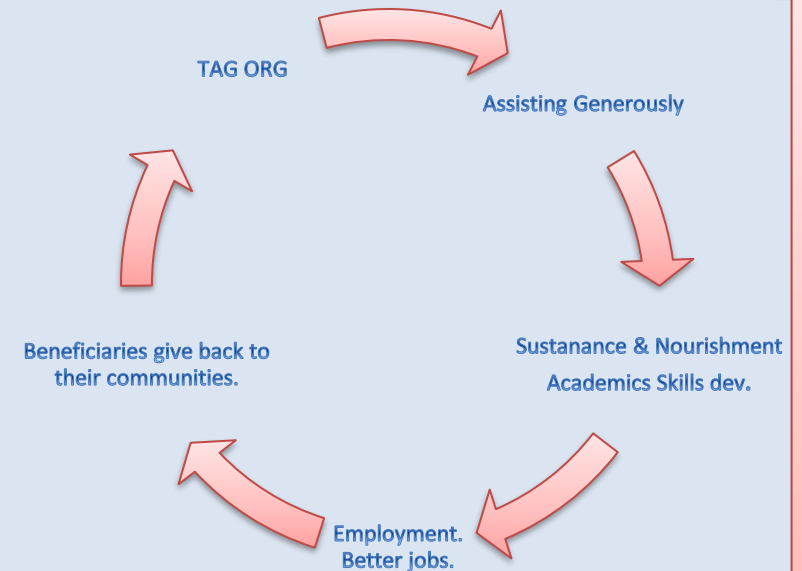 TAG ORG
Assisting Generously
Sustanance & Nourishment
Academics Skills dev.
Employment.
Better jobs.
Beneficiaries give back to
their communities.